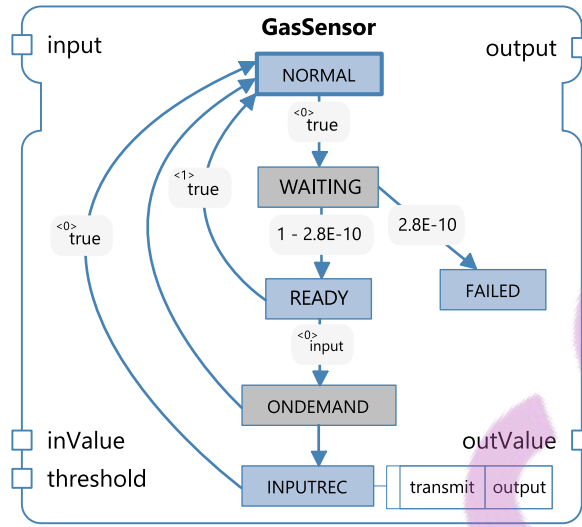 GasSensor
input
output
NORMAL
<0>
true
<1>
true
WAITING
<0>
true
1 - 2.8E-10
2.8E-10
READY
FAILED
<0>
input
ONDEMAND
inValue
outValue
threshold
INPUTREC
transmit
output